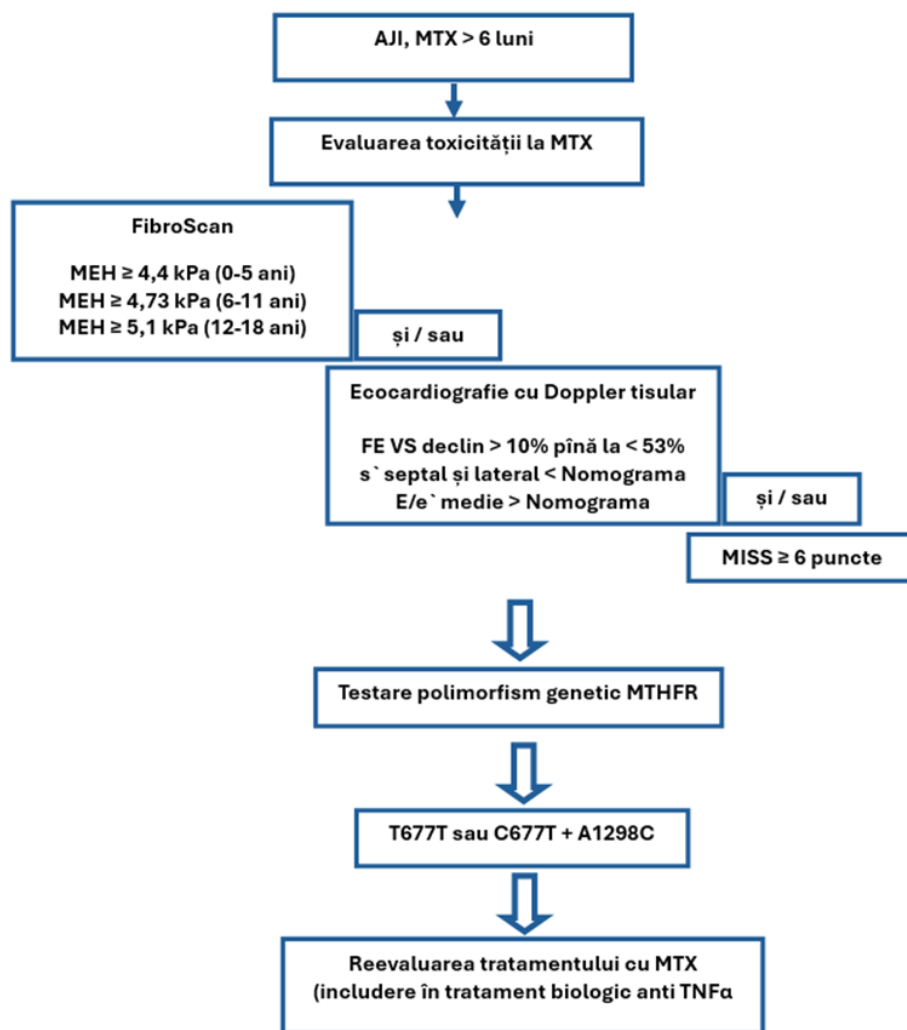 AJI, MTX > 6 luni
Evaluarea toxicității la MTX
FibroScan
MEH ≥ 4,4 kPa (0-5 ani)
MEH ≥ 4,73 kPa (6-11 ani)
MEH ≥ 5,1 kPa (12-18 ani)
și / sau
Ecocardiografie cu Doppler tisular
FE VS declin > 10% pînă la < 53%
s` septal și lateral < Nomograma
E/e` medie > Nomograma
și / sau
MISS ≥ 6 puncte
Testare polimorfism genetic MTHFR
T677T sau C677T + A1298C
Reevaluarea tratamentului cu MTX
(includere în tratament biologic anti TNFα